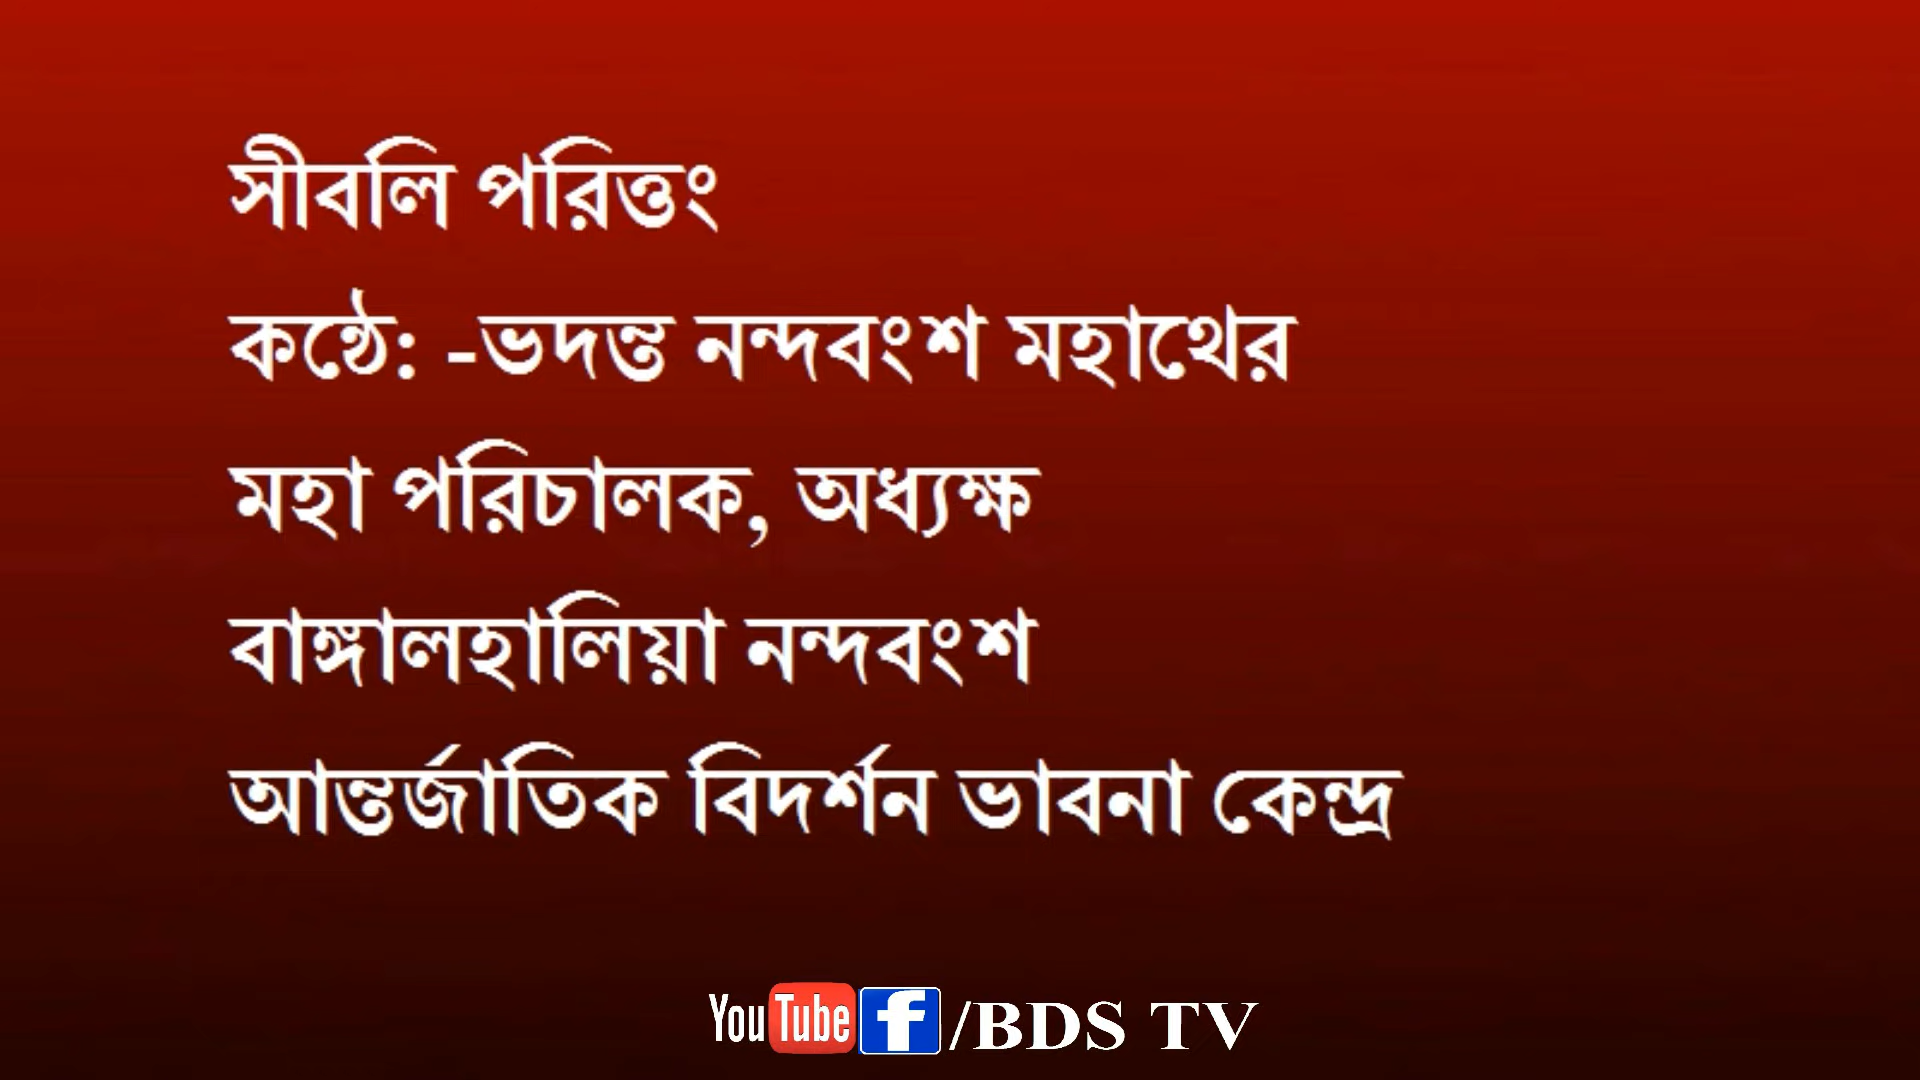 সীবলি পরিত্তং
কন্ঠে: -ভদন্ত নন্দবংশ মহাথের
মহা পরিচালক, অধ্যক্ষ
বাঙ্গালহালিয়া নন্দবংশ
আন্তর্জাতিক বিদর্শন ভাবনা কেন্দ্র
YouTube f /BDS TV